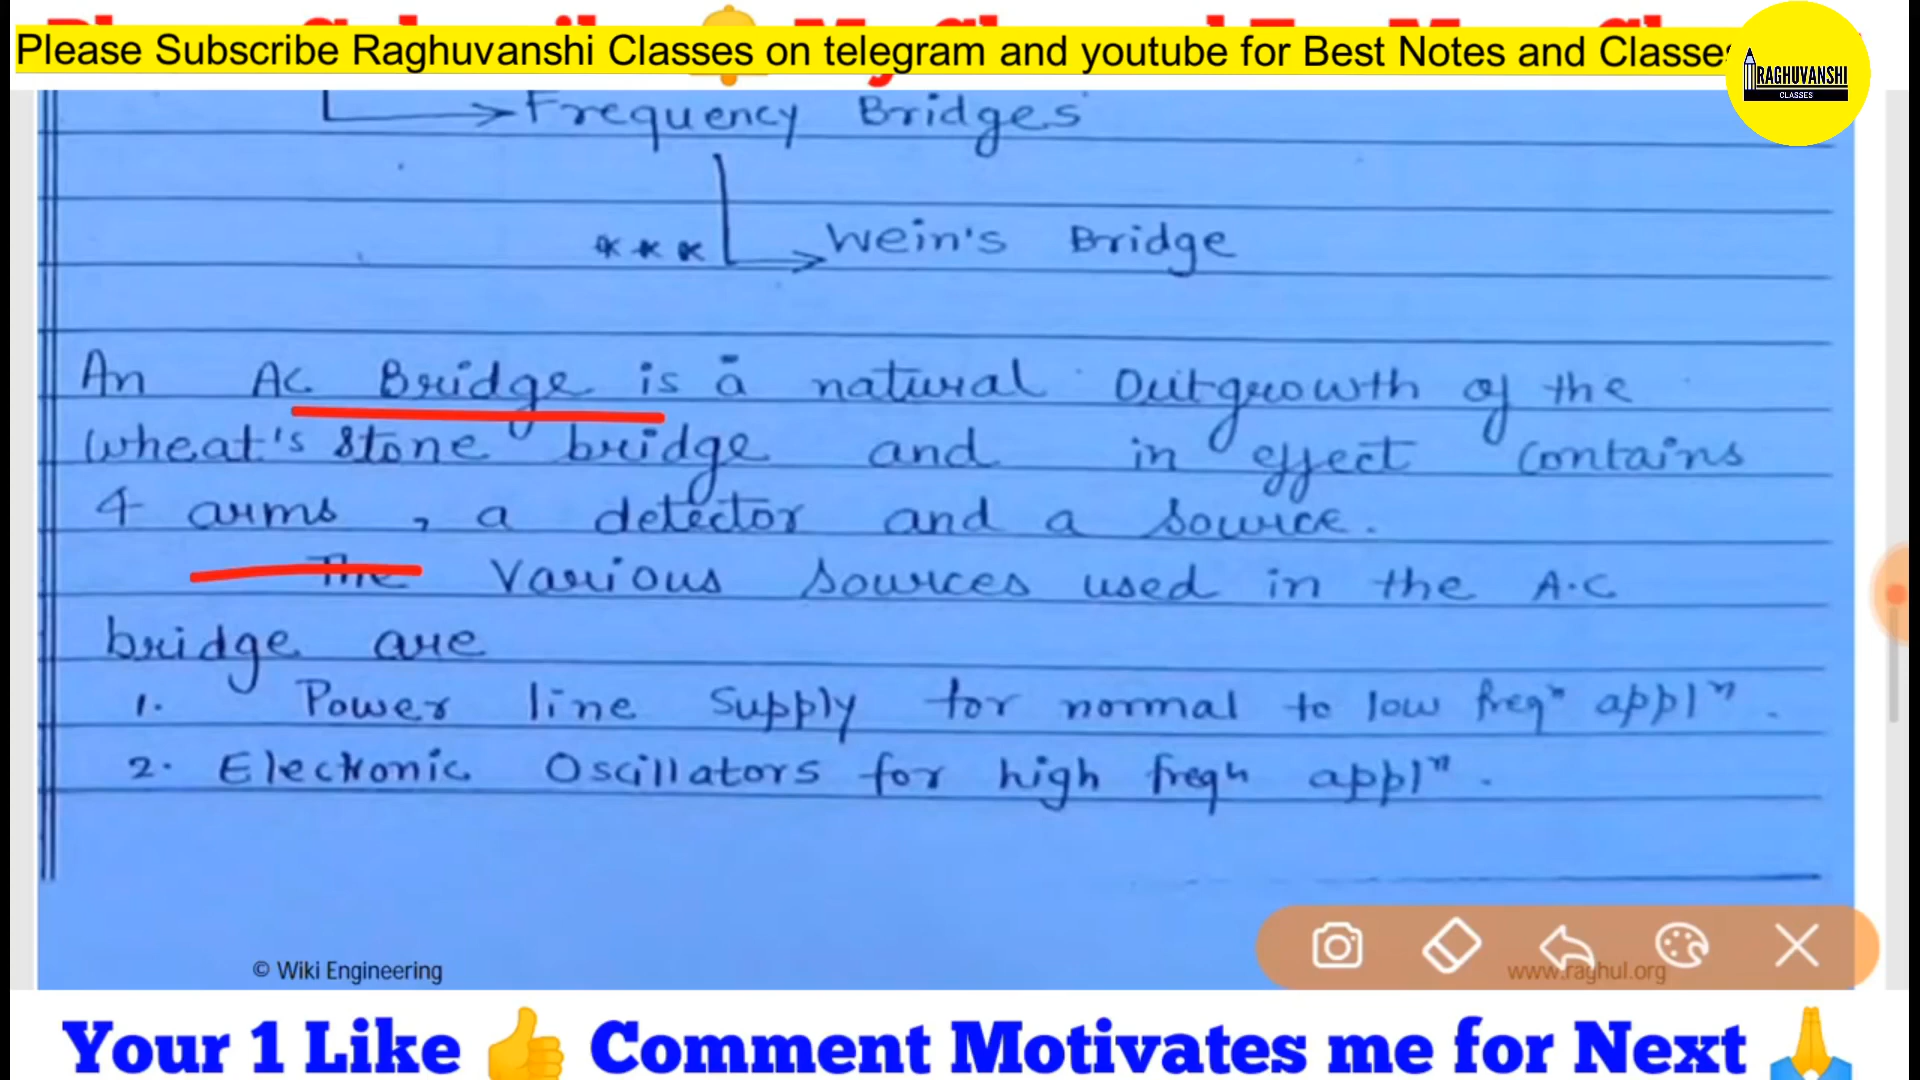 Please Subscribe Raghuvanshi Classes on telegram and youtube for Best Notes and Classes
RAGHUVANSHI
CLASSES
Frequency Bridges
*** Wein's Bridge
An AC Bridge is a natural Outgrowth of the
Wheat's stone bridge and in effect contains
4 arms, a detector and a source.
The Various sources used in the A.C
bridge are
1. Power line supply for normal to low freqⁿ applⁿ.
2. Electronic Oscillators for high freqⁿ applⁿ.
© Wiki Engineering
www.raghul.org
Your 1 Like 👍 Comment Motivates me for Next 🙏